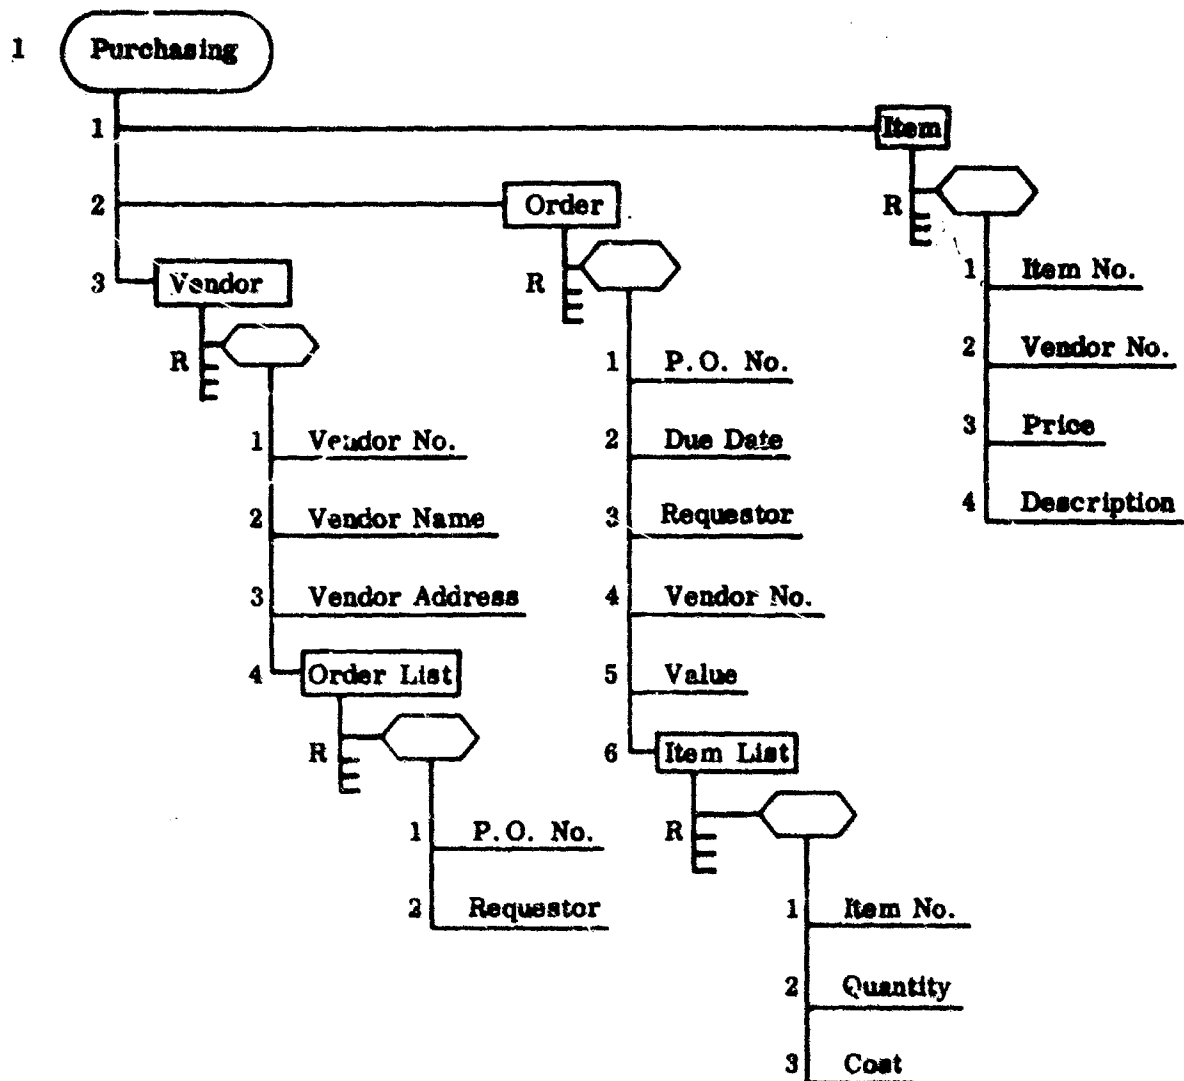 1 Purchasing
1 Item
2 Order
R
3 Vendor
R
R
1 Item No.
2 Vendor No.
3 Price
4 Description
1 P.O. No.
2 Due Date
3 Requestor
4 Vendor No.
5 Value
6 Item List
R
1 Item No.
2 Quantity
3 Cost
1 Vendor No.
2 Vendor Name
3 Vendor Address
4 Order List
R
1 P.O. No.
2 Requestor